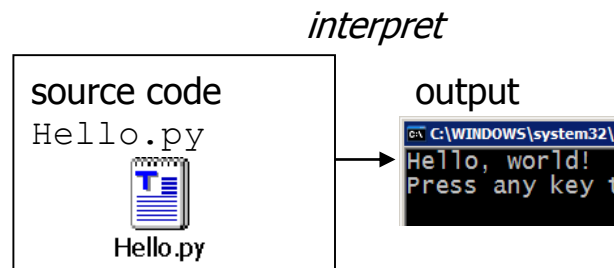 interpret
source code
Hello.py
Hello.py
output
C:\WINDOWS\system32\
Hello, world!
Press any key